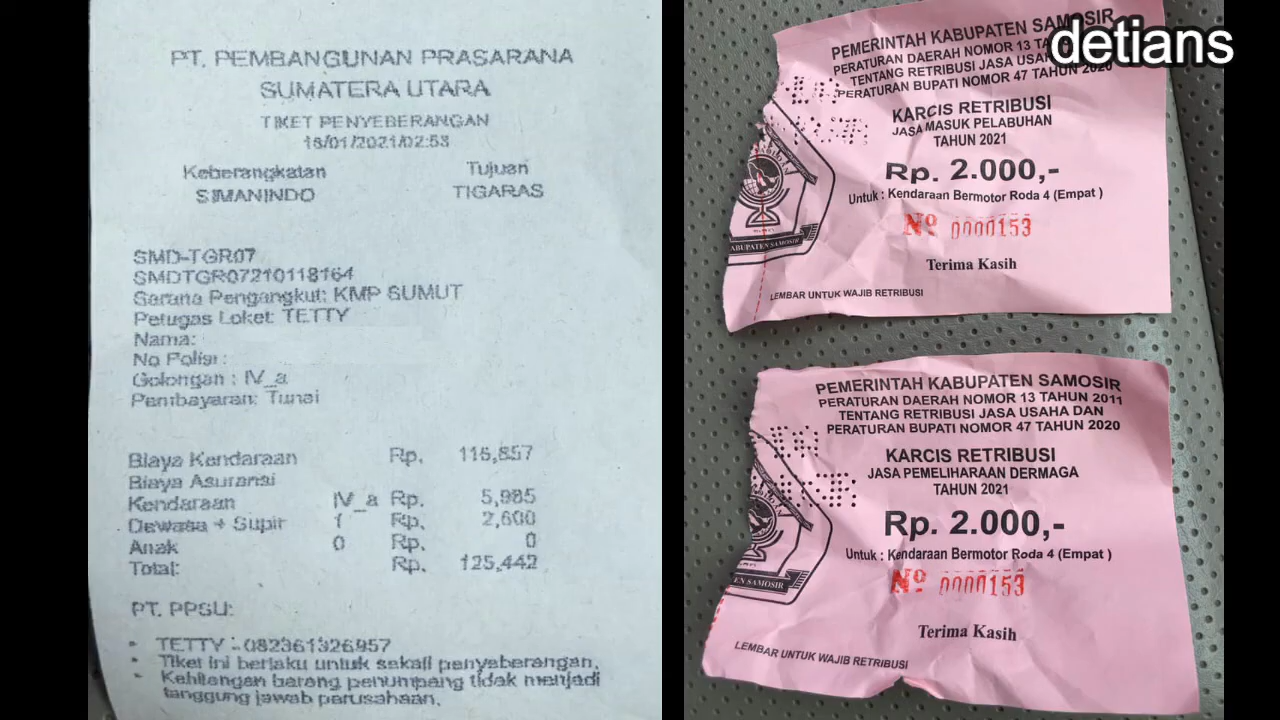 PT. PEMBANGUNAN PRASARANA
SUMATERA UTARA
TIKET PENYEBERANGAN
18/01/2021/02:53
Keberangkatan Tujuan
SIMANINDO TIGARAS
SMD-TGR07
SMDTGR07210118164
Sarana Pengangkut: KMP SUMUT
Petugas Loket: TETTY
Nama:
No Polisi :
Golongan : IV_a
Pembayaran: Tunai
Biaya Kendaraan Rp. 116,857
Biaya Asuransi
Kendaraan IV_a Rp. 5,985
Dewasa + Supir 1 Rp. 2,600
Anak 0 Rp. 0
Total: Rp. 125,442
PT. PPSU:
- TETTY - 082361326957
- Tiket ini berlaku untuk sekali penyeberangan.
- Kehilangan barang penumpang tidak menjadi
tanggung jawab perusahaan.
detians
PEMERINTAH KABUPATEN SAMOSIR
PERATURAN DAERAH NOMOR 13
TENTANG RETRIBUSI JASA
PERATURAN BUPATI NOMOR 47 TAHUN 2020
KARCIS RETRIBUSI
JASA MASUK PELABUHAN
TAHUN 2021
Rp. 2.000,-
Untuk : Kendaraan Bermotor Roda 4 (Empat )
Nº 0000153
Terima Kasih
LEMBAR UNTUK WAJIB RETRIBUSI
ABUPATEN SAMOSIR
PEMERINTAH KABUPATEN SAMOSIR
PERATURAN DAERAH NOMOR 13 TAHUN 2011
TENTANG RETRIBUSI JASA USAHA DAN
PERATURAN BUPATI NOMOR 47 TAHUN 2020
KARCIS RETRIBUSI
JASA PEMELIHARAAN DERMAGA
TAHUN 2021
Rp. 2.000,-
Untuk : Kendaraan Bermotor Roda 4 (Empat )
Nº 0000153
Terima Kasih
LEMBAR UNTUK WAJIB RETRIBUSI
EN SAMOSIR